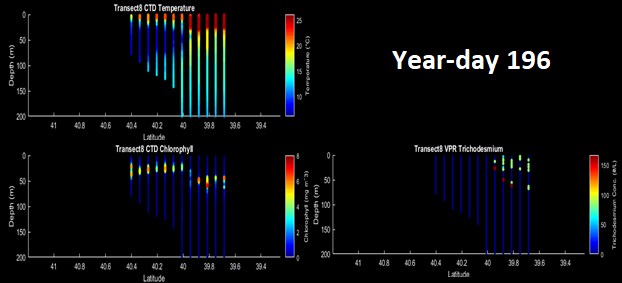 Transect8 CTD Temperature
Depth (m)
0
50
100
150
200
41 40.8 40.6 40.4 40.2 40 39.8 39.6 39.4
Latitude
25
20
15
10
Temperature (°C)
Year-day 196
Transect8 CTD Chlorophyll
Depth (m)
0
50
100
150
200
41 40.8 40.6 40.4 40.2 40 39.8 39.6 39.4
Latitude
8
6
4
2
0
Chlorophyll (mg m^3)
Transect8 VPR Trichodesmium
Depth (m)
0
50
100
150
200
41 40.8 40.6 40.4 40.2 40 39.8 39.6 39.4
Latitude
150
100
50
0
Trichodesmium Conc. (#/L)